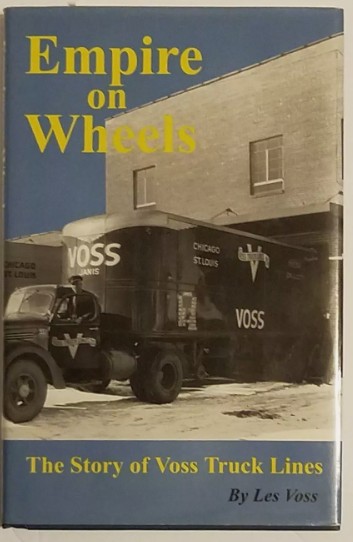 Empire
on
Wheels
VOSS
CHICAGO
ST. LOUIS
CHICAGO
ST. LOUIS
V
VOSS
The Story of Voss Truck Lines
By Les Voss